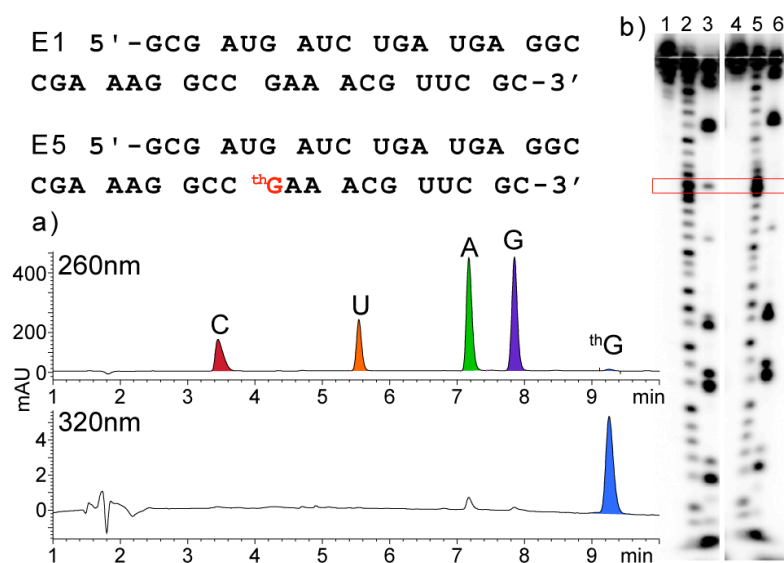 E1 5'-GCG AUG AUC UGA UGA GGC
CGA AAG GCC GAA ACG UUC GC-3′
E5 5'-GCG AUG AUC UGA UGA GGC
CGA AAG GCC thGAA ACG UUC GC-3′
a)
260nm
400
200
0
mAU
C
U
A
G
thG
1 2 3 4 5 6 7 8 9 min
320nm
4
2
0
1 2 3 4 5 6 7 8 9 min
b) 1 2 3 4 5 6